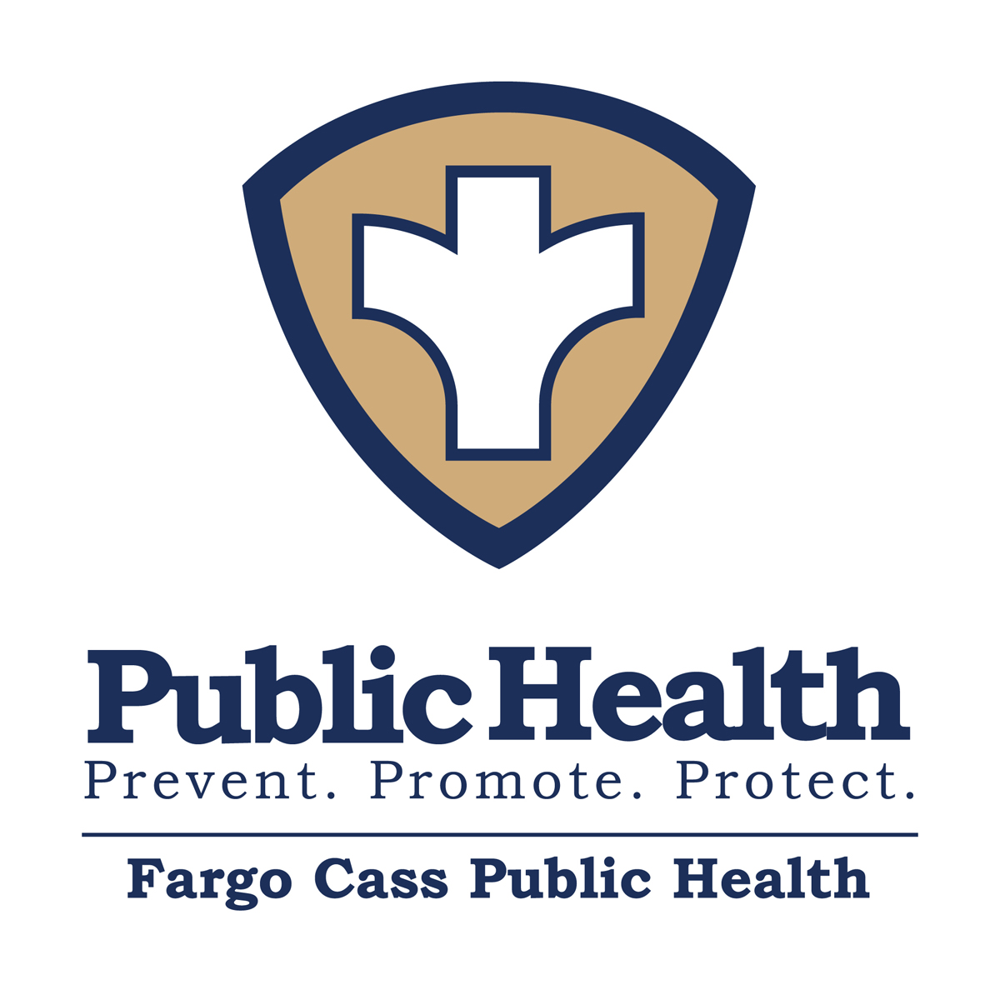 Public Health
Prevent. Promote. Protect.
Fargo Cass Public Health